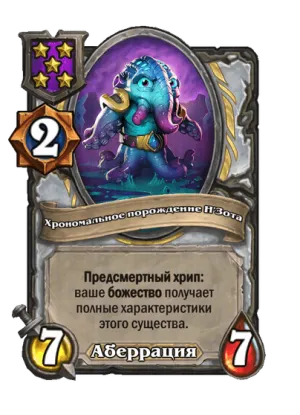 2
Хрономальное порождение Н'Зота
Предсмертный хрип:
ваше божество получает
полные характеристики
этого существа.
7
Аберрация
7